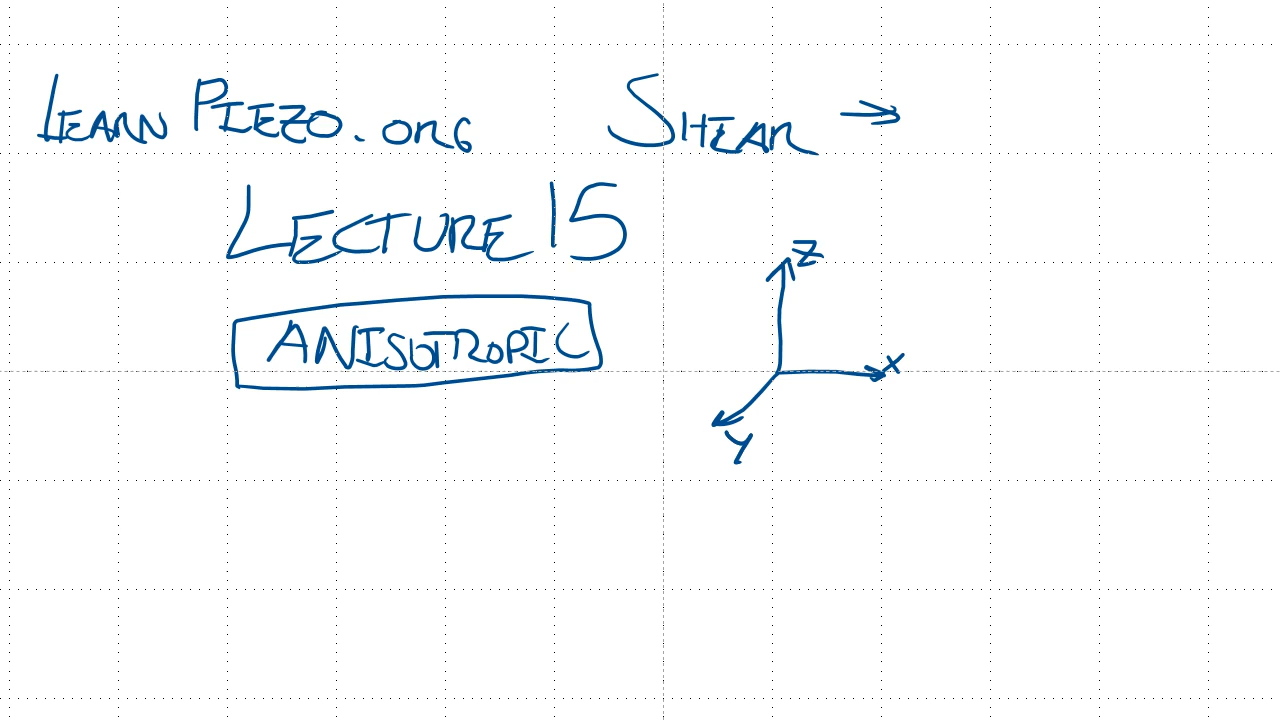 LEARN PIEZO.ORG
SHEAR →
LECTURE 15
ANISOTROPIC
Z
X
Y